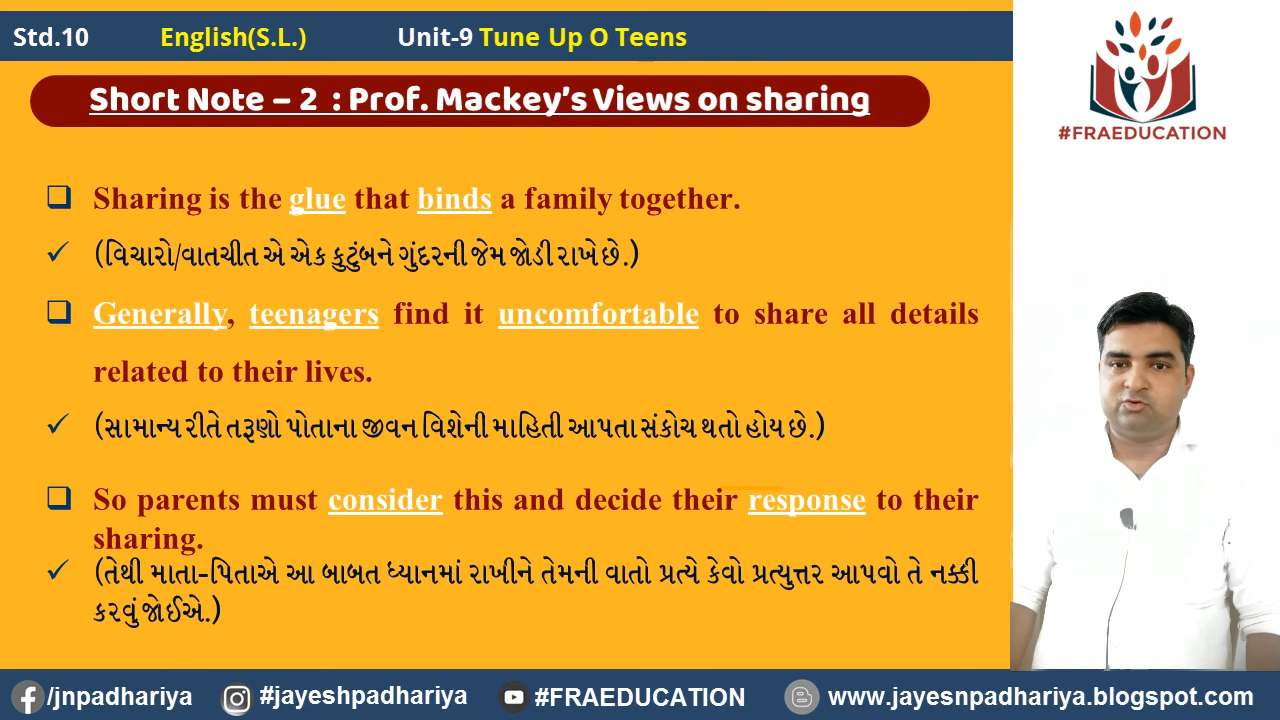 Std.10 English(S.L.) Unit-9 Tune Up O Teens
Short Note – 2 : Prof. Mackey's Views on sharing
#FRAEDUCATION
Sharing is the glue that binds a family together.
(વિચારો/વાતચીત એ એક કુટુંબને ગુંદરની જેમ જોડી રાખે છે.)
Generally, teenagers find it uncomfortable to share all details
related to their lives.
(સામાન્ય રીતે તરૂણો પોતાના જીવન વિશેની માહિતી આપતા સંકોચ થતો હોય છે.)
So parents must consider this and decide their response to their
sharing.
(તેથી માતા-પિતાએ આ બાબત ધ્યાનમાં રાખીને તેમની વાતો પ્રત્યે કેવો પ્રત્યુત્તર આપવો તે નક્કી
કરવું જોઈએ.)
/jnpadhariya #jayeshpadhariya #FRAEDUCATION www.jayesnpadhariya.blogspot.com